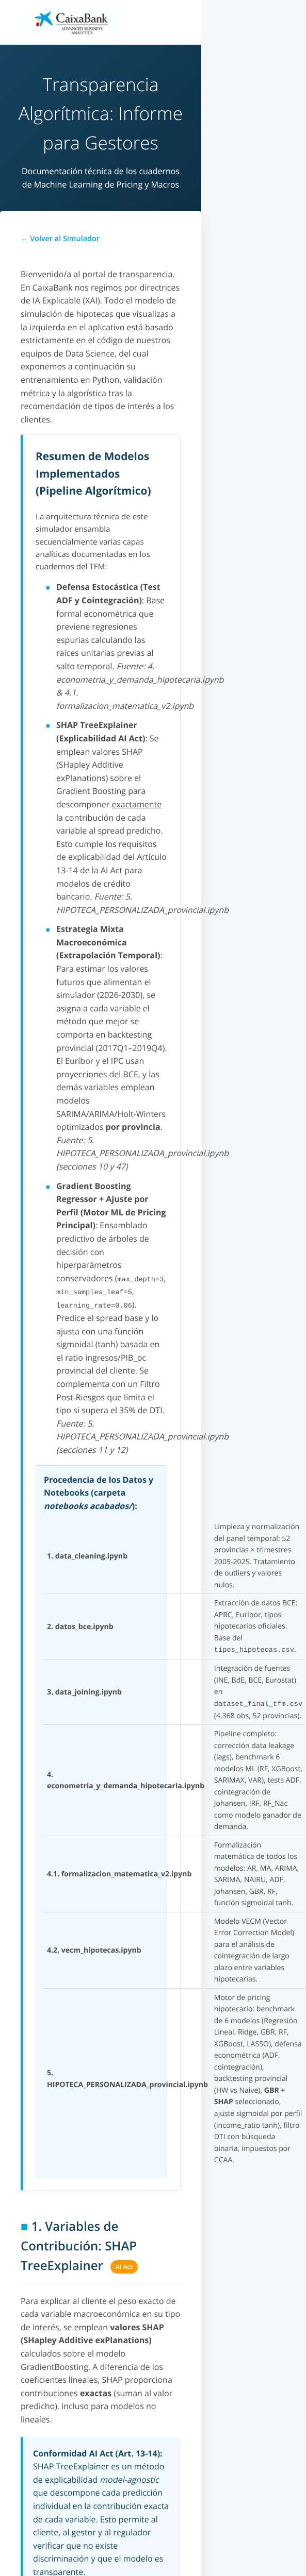 CaixaBank
ADVANCED BUSINESS
ANALYTICS
Transparencia
Algorítmica: Informe
para Gestores
Documentación técnica de los cuadernos
de Machine Learning de Pricing y Macros
← Volver al Simulador
Bienvenido/a al portal de transparencia.
En CaixaBank nos regimos por directrices
de IA Explicable (XAI). Todo el modelo de
simulación de hipotecas que visualizas a
la izquierda en el aplicativo está basado
estrictamente en el código de nuestros
equipos de Data Science, del cual
exponemos a continuación su
entrenamiento en Python, validación
métrica y la algorística tras la
recomendación de tipos de interés a los
clientes.
Resumen de Modelos
Implementados
(Pipeline Algorítmico)
La arquitectura técnica de este
simulador ensambla
secuencialmente varias capas
analíticas documentadas en los
cuadernos del TFM:
Defensa Estocástica (Test
ADF y Cointegración): Base
formal econométrica que
previene regresiones
espurias calculando las
raíces unitarias previas al
salto temporal. Fuente: 4.
econometria_y_demanda_hipotecaria.ipynb
& 4.1.
formalizacion_matematica_v2.ipynb
SHAP TreeExplainer
(Explicabilidad AI Act): Se
emplean valores SHAP
(SHapley Additive
exPlanations) sobre el
Gradient Boosting para
descomponer exactamente
la contribución de cada
variable al spread predicho.
Esto cumple los requisitos
de explicabilidad del Artículo
13-14 de la AI Act para
modelos de crédito
bancario. Fuente: 5.
HIPOTECA_PERSONALIZADA_provincial.ipynb
Estrategia Mixta
Macroeconómica
(Extrapolación Temporal):
Para estimar los valores
futuros que alimentan el
simulador (2026-2030), se
asigna a cada variable el
método que mejor se
comporta en backtesting
provincial (2017Q1–2019Q4).
El Euríbor y el IPC usan
proyecciones del BCE, y las
demás variables emplean
modelos
SARIMA/ARIMA/Holt-Winters
optimizados por provincia.
Fuente: 5.
HIPOTECA_PERSONALIZADA_provincial.ipynb
(secciones 10 y 47)
Gradient Boosting
Regressor + Ajuste por
Perfil (Motor ML de Pricing
Principal): Ensamblado
predictivo de árboles de
decisión con
hiperparámetros
conservadores (max_depth=3,
min_samples_leaf=5,
learning_rate=0.06).
Predice el spread base y lo
ajusta con una función
sigmoidal (tanh) basada en
el ratio ingresos/PIB_pc
provincial del cliente. Se
complementa con un Filtro
Post-Riesgos que limita el
tipo si supera el 35% de DTI.
Fuente: 5.
HIPOTECA_PERSONALIZADA_provincial.ipynb
(secciones 11 y 12)
Procedencia de los Datos y
Notebooks (carpeta
notebooks acabados/):
1. data_cleaning.ipynb
Limpieza y normalización
del panel temporal: 52
provincias × trimestres
2005-2025. Tratamiento
de outliers y valores
nulos.
2. datos_bce.ipynb
Extracción de datos BCE:
APRC, Euríbor, tipos
hipotecarios oficiales.
Base del
tipos_hipotecas.csv.
3. data_joining.ipynb
Integración de fuentes
(INE, BdE, BCE, Eurostat)
en
dataset_final_tfm.csv
(4.368 obs, 52 provincias).
4.
econometria_y_demanda_hipotecaria.ipynb
Pipeline completo:
corrección data leakage
(lags), benchmark 6
modelos ML (RF, XGBoost,
SARIMAX, VAR), tests ADF,
cointegración de
Johansen, IRF, RF_Nac
como modelo ganador de
demanda.
4.1. formalizacion_matematica_v2.ipynb
Formalización
matemática de todos los
modelos: AR, MA, ARIMA,
SARIMA, NAIRU, ADF,
Johansen, GBR, RF,
función sigmoidal tanh.
4.2. vecm_hipotecas.ipynb
Modelo VECM (Vector
Error Correction Model)
para el análisis de
cointegración de largo
plazo entre variables
hipotecarias.
5.
HIPOTECA_PERSONALIZADA_provincial.ipynb
Motor de pricing
hipotecario: benchmark
de 6 modelos (Regresión
Lineal, Ridge, GBR, RF,
XGBoost, LASSO), defensa
econométrica (ADF,
cointegración),
backtesting provincial
(HW vs Naive), GBR +
SHAP seleccionado,
ajuste sigmoidal por perfil
(income_ratio tanh), filtro
DTI con búsqueda
binaria, impuestos por
CCAA.
1. Variables de
Contribución: SHAP
TreeExplainer AI Act
Para explicar al cliente el peso exacto de
cada variable macroeconómica en su tipo
de interés, se emplean valores SHAP
(SHapley Additive exPlanations)
calculados sobre el modelo
GradientBoosting. A diferencia de los
coeficientes lineales, SHAP proporciona
contribuciones exactas (suman al valor
predicho), incluso para modelos no
lineales.
Conformidad AI Act (Art. 13-14):
SHAP TreeExplainer es un método
de explicabilidad model-agnostic
que descompone cada predicción
individual en la contribución exacta
de cada variable. Esto permite al
cliente, al gestor y al regulador
verificar que no existe
discriminación y que el modelo es
transparente.